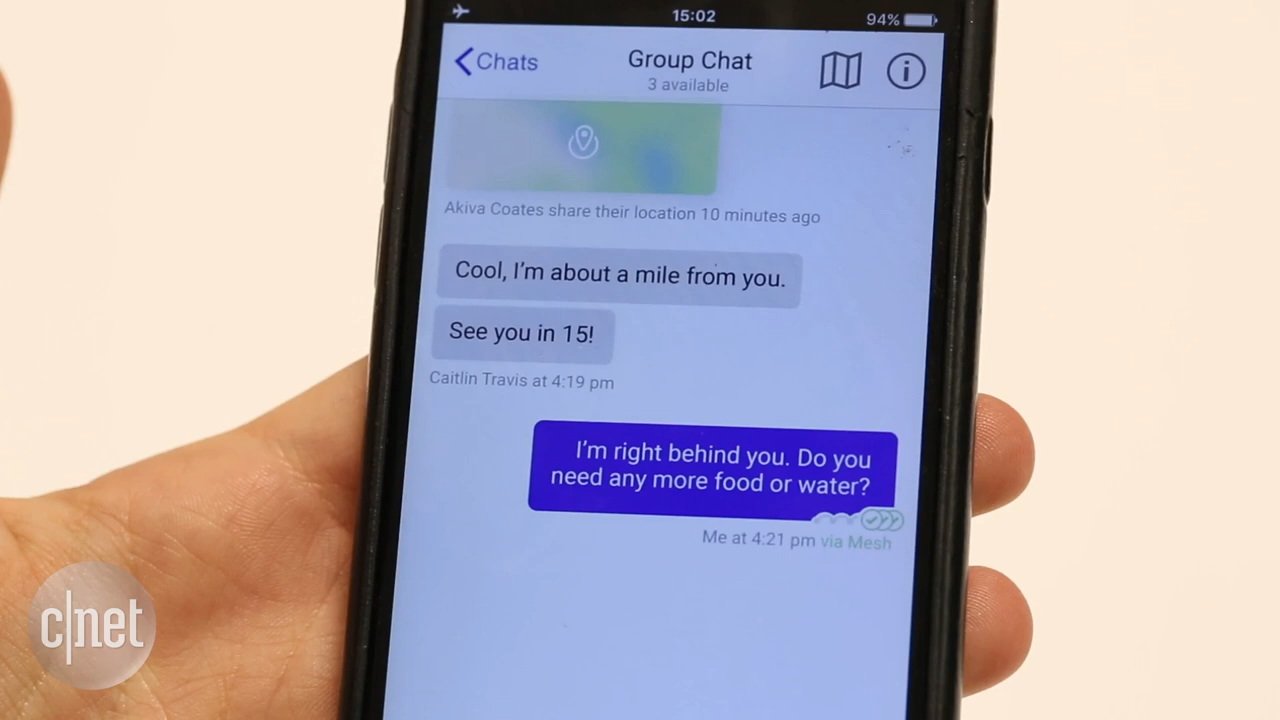 15:02
94%
Chats
Group Chat
3 available
Akiva Coates share their location 10 minutes ago
Cool, I'm about a mile from you.
See you in 15!
Caitlin Travis at 4:19 pm
I'm right behind you. Do you
need any more food or water?
Me at 4:21 pm via Mesh
c|net